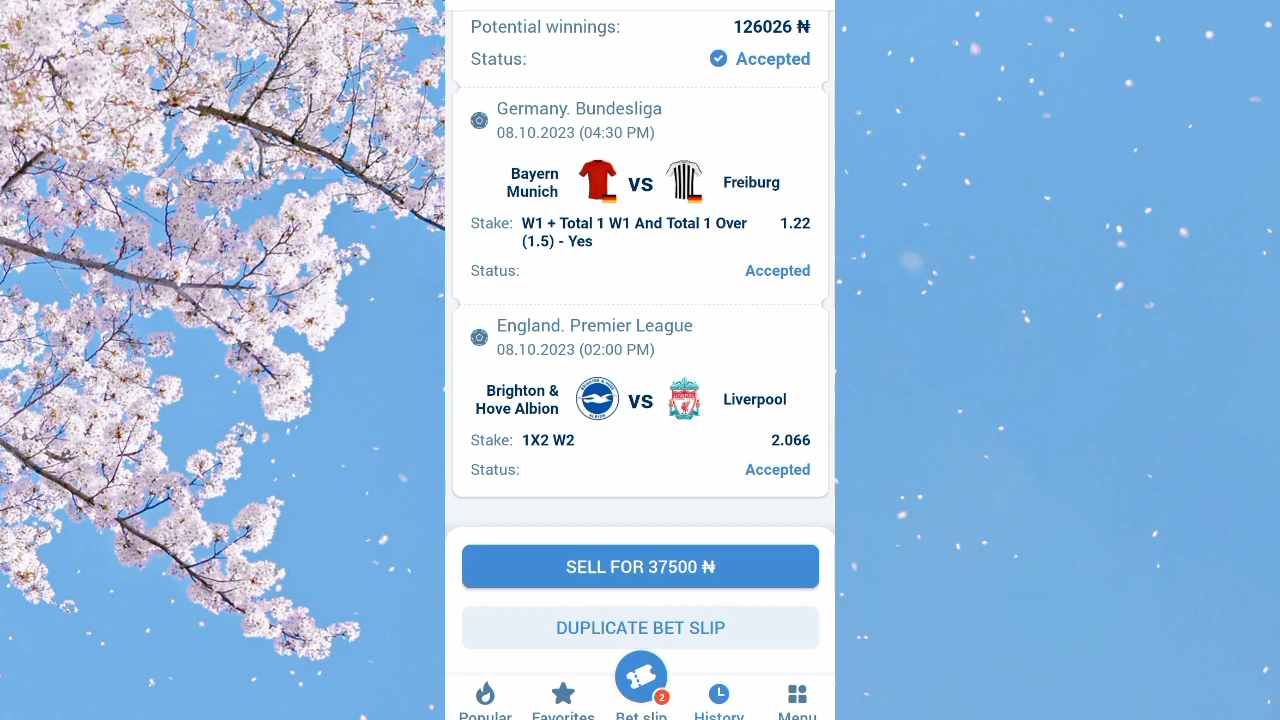 Potential winnings: 126026 ₦
Status: Accepted
Germany. Bundesliga
08.10.2023 (04:30 PM)
Bayern Munich VS Freiburg
Stake: W1 + Total 1 W1 And Total 1 Over 1.22
(1.5) - Yes
Status: Accepted
England. Premier League
08.10.2023 (02:00 PM)
Brighton & Hove Albion VS Liverpool
Stake: 1X2 W2 2.066
Status: Accepted
SELL FOR 37500 ₦
DUPLICATE BET SLIP
2
Popular Favorites Bet slip History Menu